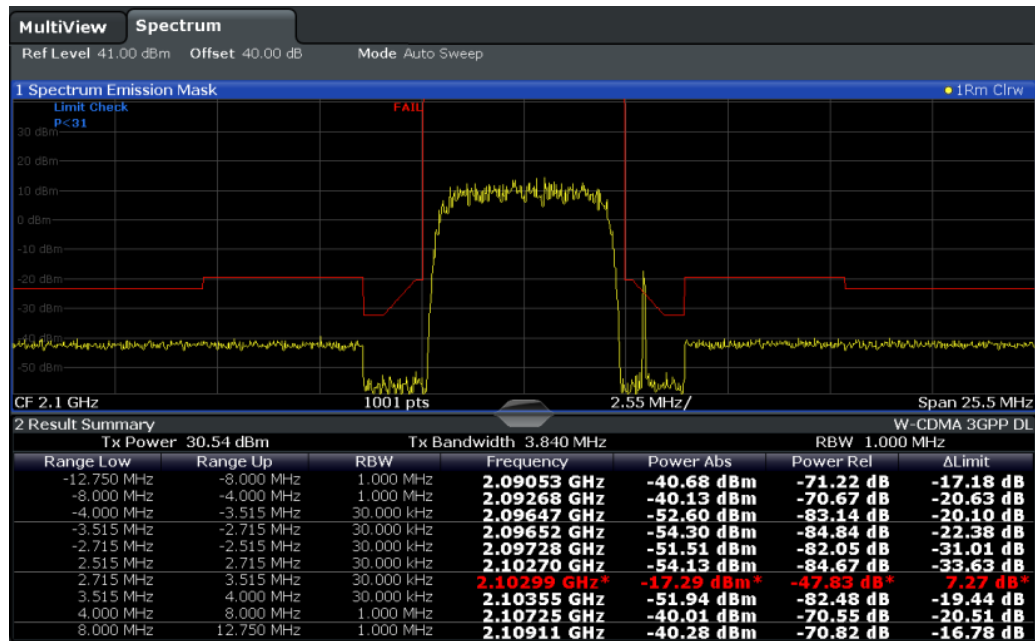 MultiView Spectrum
Ref Level 41.00 dBm Offset 40.00 dB Mode Auto Sweep
1 Spectrum Emission Mask 1Rm Clrw
Limit Check FAIL
P<31
30 dBm
20 dBm
10 dBm
0 dBm
-10 dBm
-20 dBm
-30 dBm
-40 dBm
-50 dBm
CF 2.1 GHz 1001 pts 2.55 MHz/ Span 25.5 MHz
2 Result Summary W-CDMA 3GPP DL
Tx Power 30.54 dBm Tx Bandwidth 3.840 MHz RBW 1.000 MHz
Range Low Range Up RBW Frequency Power Abs Power Rel ΔLimit
-12.750 MHz -8.000 MHz 1.000 MHz 2.09053 GHz -40.68 dBm -71.22 dB -17.18 dB
-8.000 MHz -4.000 MHz 1.000 MHz 2.09268 GHz -40.13 dBm -70.67 dB -20.63 dB
-4.000 MHz -3.515 MHz 30.000 kHz 2.09647 GHz -52.60 dBm -83.14 dB -20.10 dB
-3.515 MHz -2.715 MHz 30.000 kHz 2.09652 GHz -54.30 dBm -84.84 dB -22.38 dB
-2.715 MHz -2.515 MHz 30.000 kHz 2.09728 GHz -51.51 dBm -82.05 dB -31.01 dB
2.515 MHz 2.715 MHz 30.000 kHz 2.10270 GHz -54.13 dBm -84.67 dB -33.63 dB
2.715 MHz 3.515 MHz 30.000 kHz 2.10299 GHz* -17.29 dBm* -47.83 dB* 7.27 dB*
3.515 MHz 4.000 MHz 30.000 kHz 2.10355 GHz -51.94 dBm -82.48 dB -19.44 dB
4.000 MHz 8.000 MHz 1.000 MHz 2.10725 GHz -40.01 dBm -70.55 dB -20.51 dB
8.000 MHz 12.750 MHz 1.000 MHz 2.10911 GHz -40.28 dBm -70.82 dB -16.78 dB